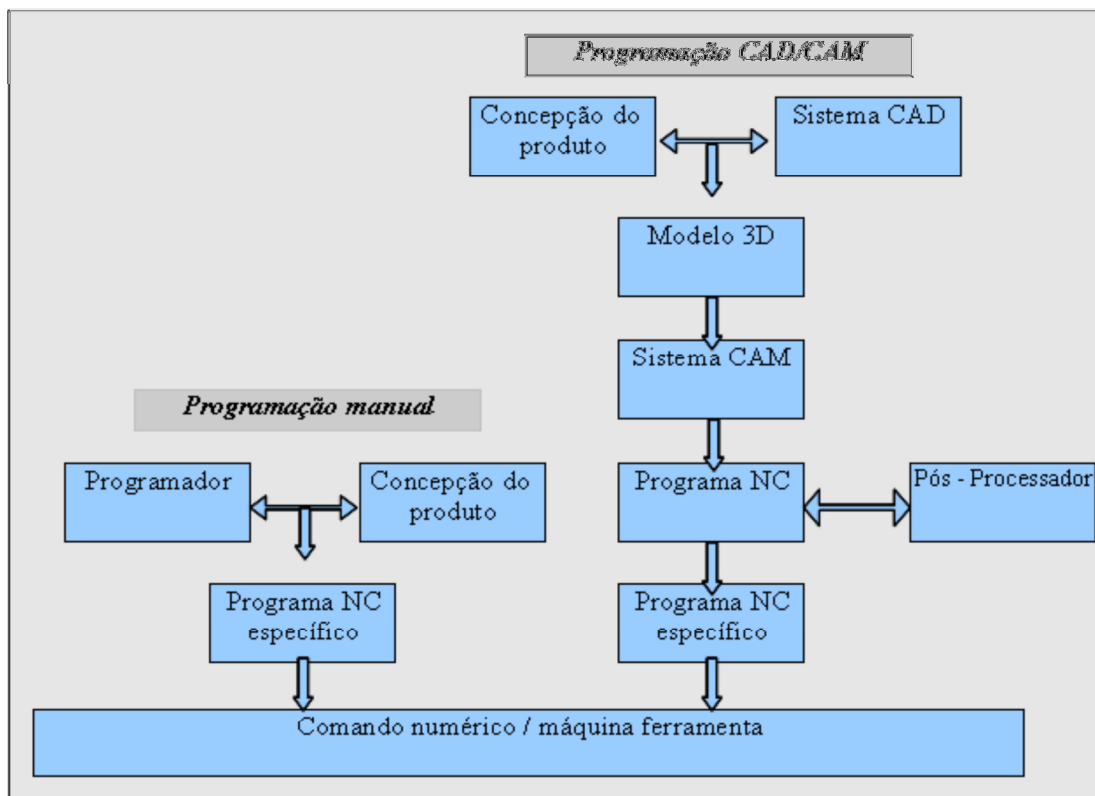 Programação CAD/CAM
Concepção do
produto
Sistema CAD
Modelo 3D
Sistema CAM
Programação manual
Programador
Concepção do
produto
Programa NC
Pós - Processador
Programa NC
específico
Programa NC
específico
Comando numérico / máquina ferramenta